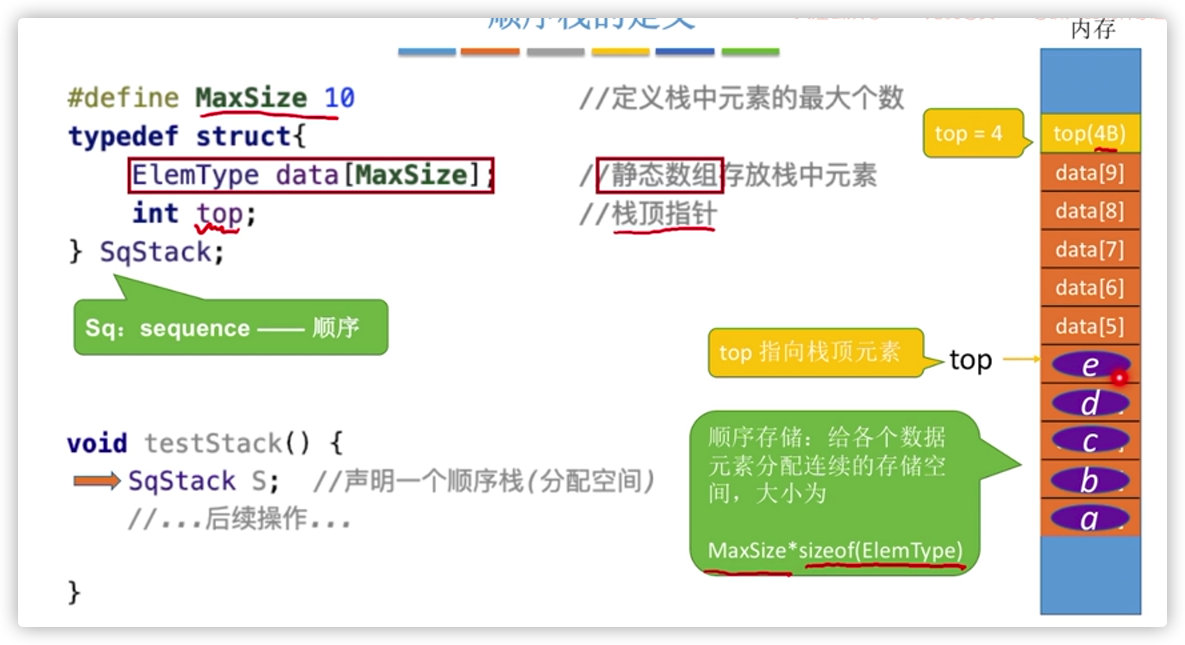 顺序栈的定义
内存
#define MaxSize 10 //定义栈中元素的最大个数
typedef struct{
ElemType data[MaxSize]; //静态数组存放栈中元素
int top; //栈顶指针
} SqStack;
Sq：sequence —— 顺序
void testStack() {
SqStack S; //声明一个顺序栈(分配空间)
//...后续操作...
}
top = 4
top(4B)
data[9]
data[8]
data[7]
data[6]
data[5]
top 指向栈顶元素
top
e
d
c
b
a
顺序存储：给各个数据
元素分配连续的存储空
间，大小为
MaxSize*sizeof(ElemType)